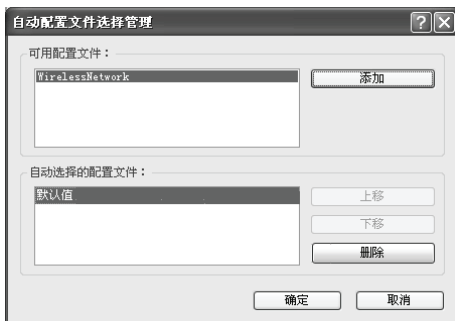 自动配置文件选择管理
可用配置文件：
WirelessNetwork
添加
自动选择的配置文件：
默认值
上移
下移
删除
确定
取消